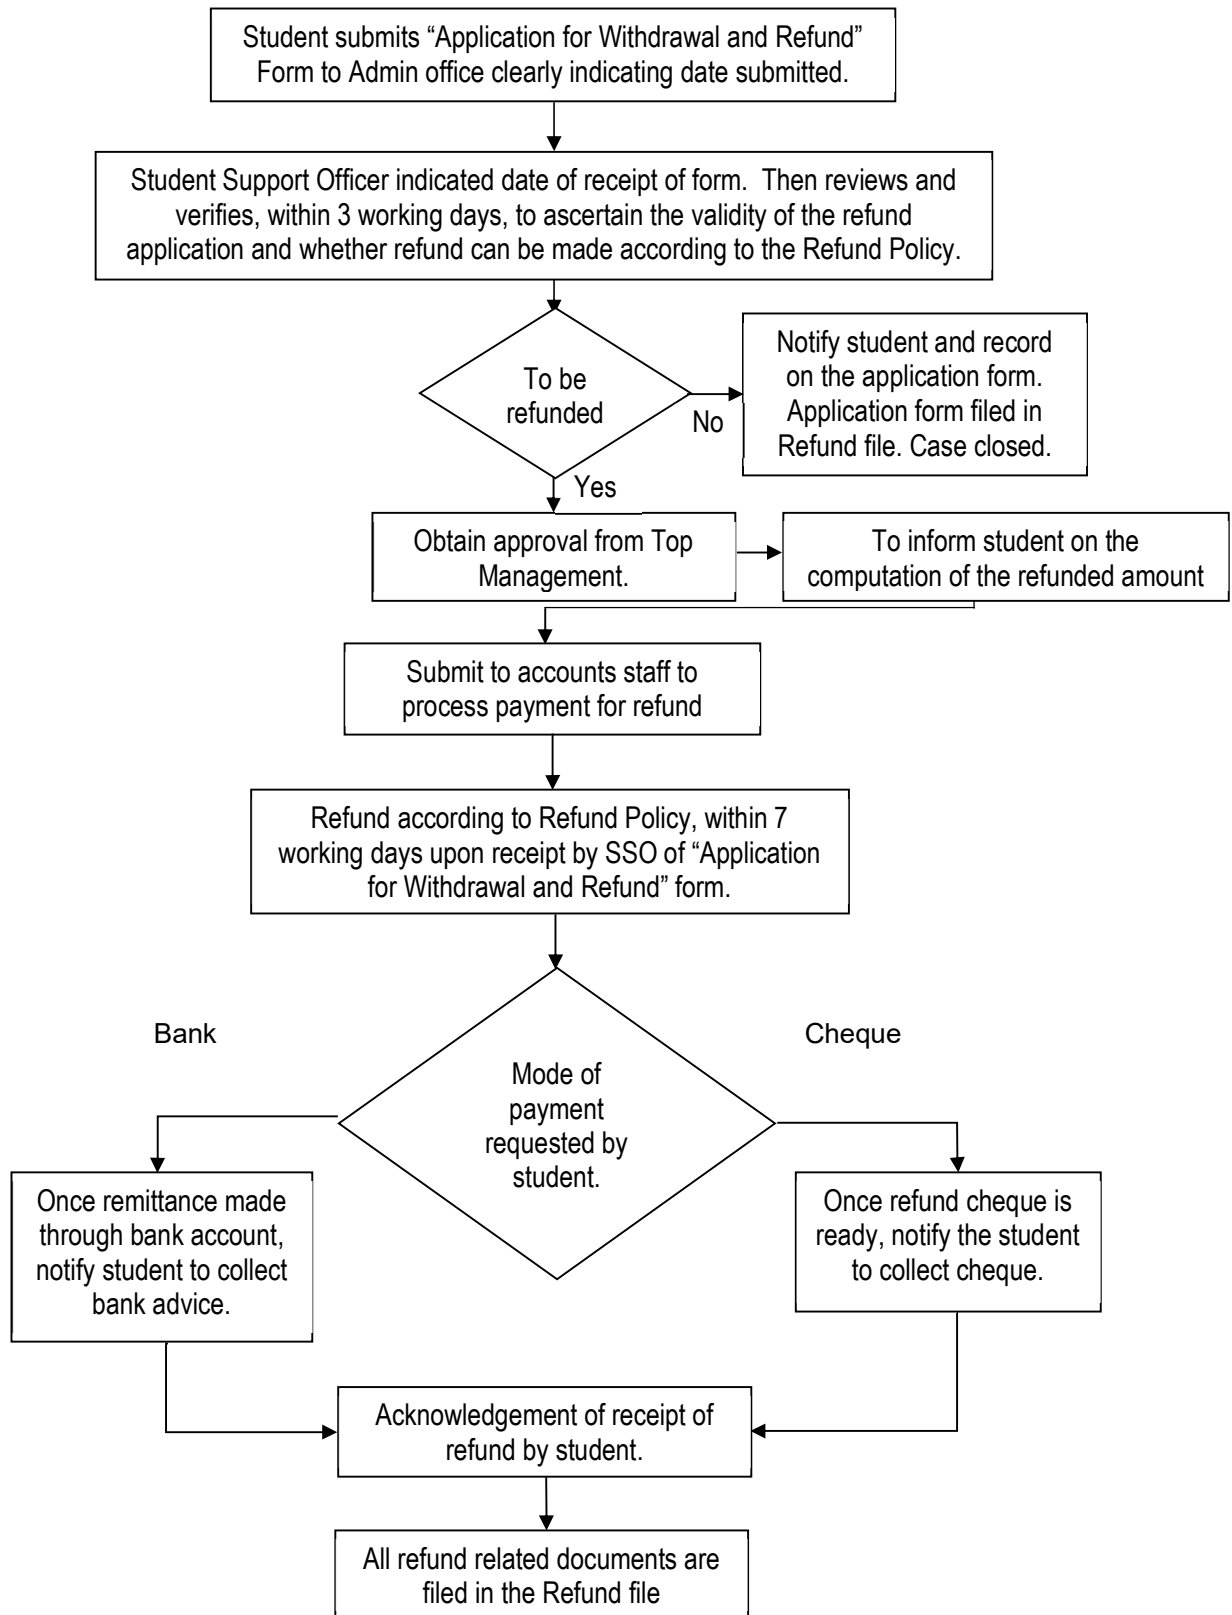 Student submits “Application for Withdrawal and Refund”
Form to Admin office clearly indicating date submitted.
Student Support Officer indicated date of receipt of form.  Then reviews and
verifies, within 3 working days, to ascertain the validity of the refund
application and whether refund can be made according to the Refund Policy.
To be
refunded
No
Notify student and record
on the application form.
Application form filed in
Refund file. Case closed.
Yes
Obtain approval from Top
Management.
To inform student on the
computation of the refunded amount
Submit to accounts staff to
process payment for refund
Refund according to Refund Policy, within 7
working days upon receipt by SSO of “Application
for Withdrawal and Refund” form.
Bank
Cheque
Mode of
payment
requested by
student.
Once remittance made
through bank account,
notify student to collect
bank advice.
Once refund cheque is
ready, notify the student
to collect cheque.
Acknowledgement of receipt of
refund by student.
All refund related documents are
filed in the Refund file